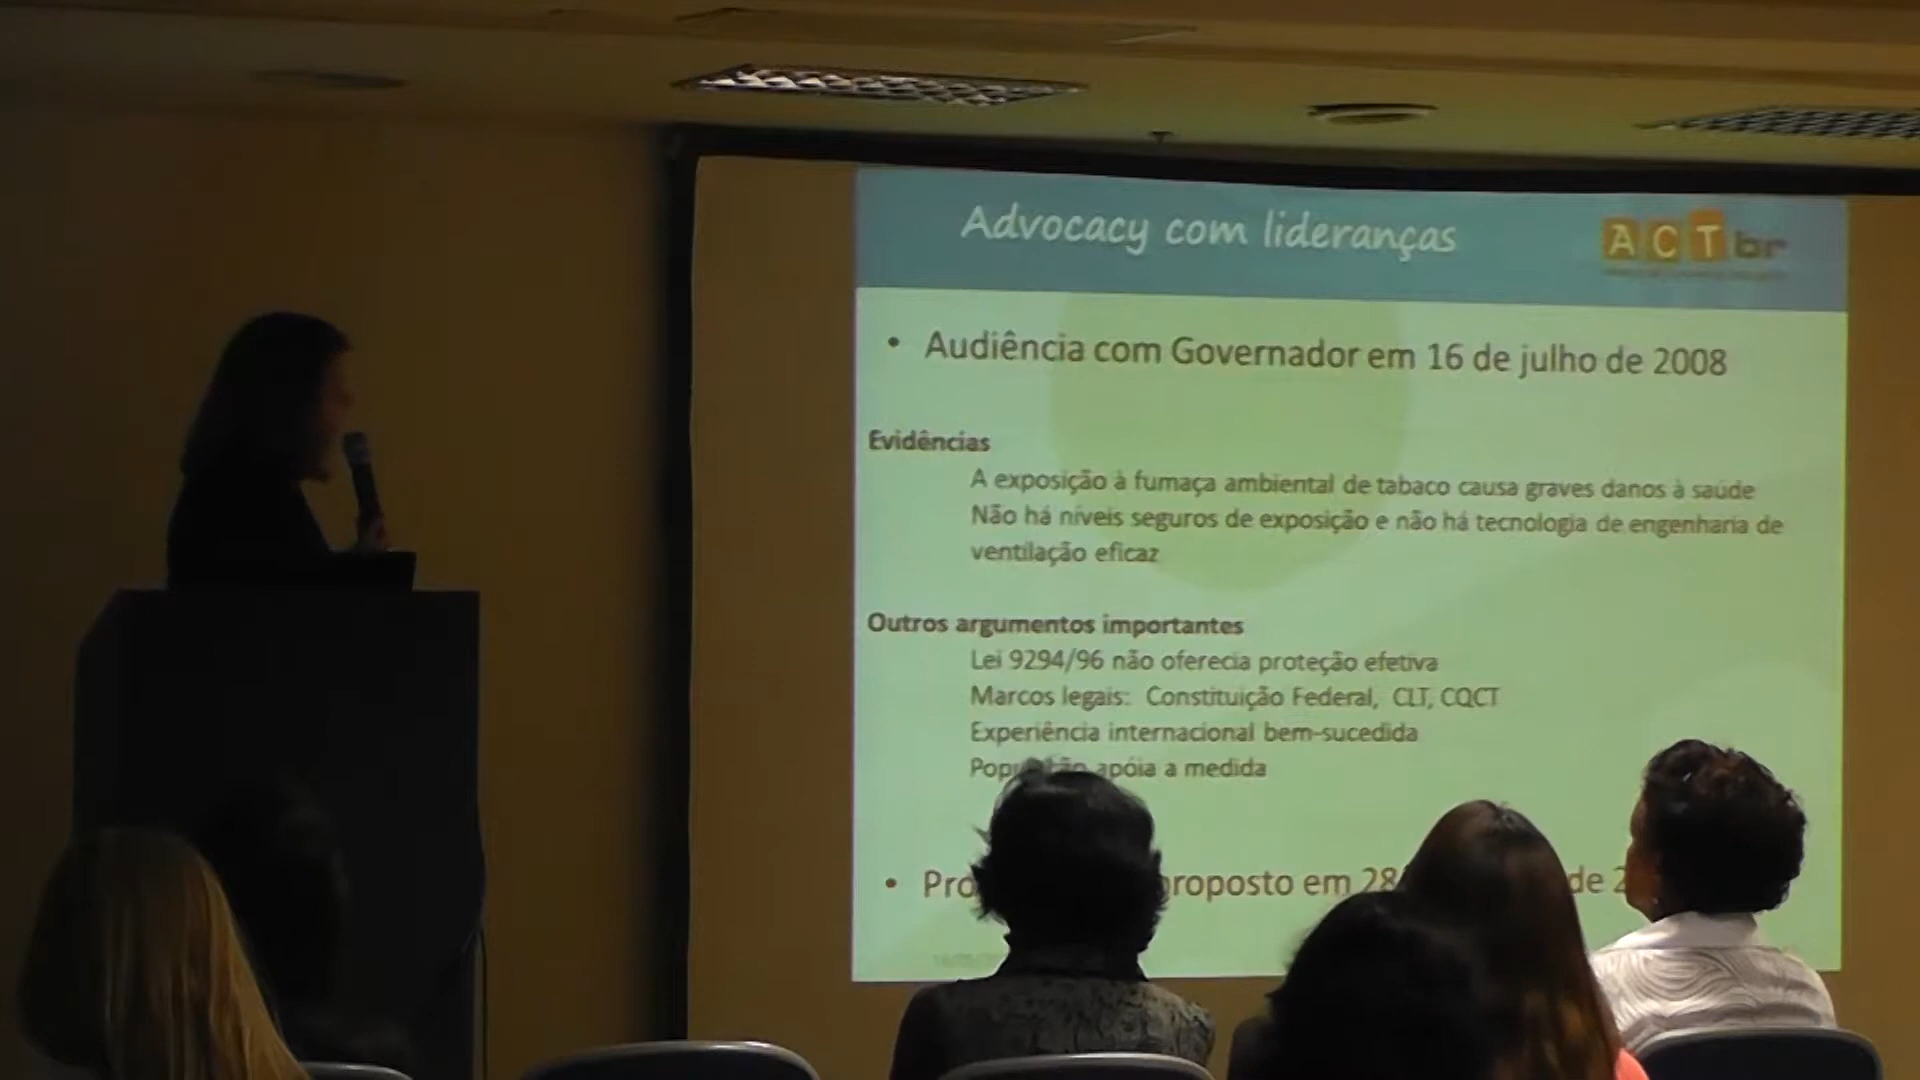 Advocacy com lideranças
ACTbr
• Audiência com Governador em 16 de julho de 2008
Evidências
A exposição à fumaça ambiental de tabaco causa graves danos à saúde
Não há níveis seguros de exposição e não há tecnologia de engenharia de
ventilação eficaz
Outros argumentos importantes
Lei 9294/96 não oferecia proteção efetiva
Marcos legais: Constituição Federal, CLT, CQCT
Experiência internacional bem-sucedida
apóia a medida
• proposto em 28 de